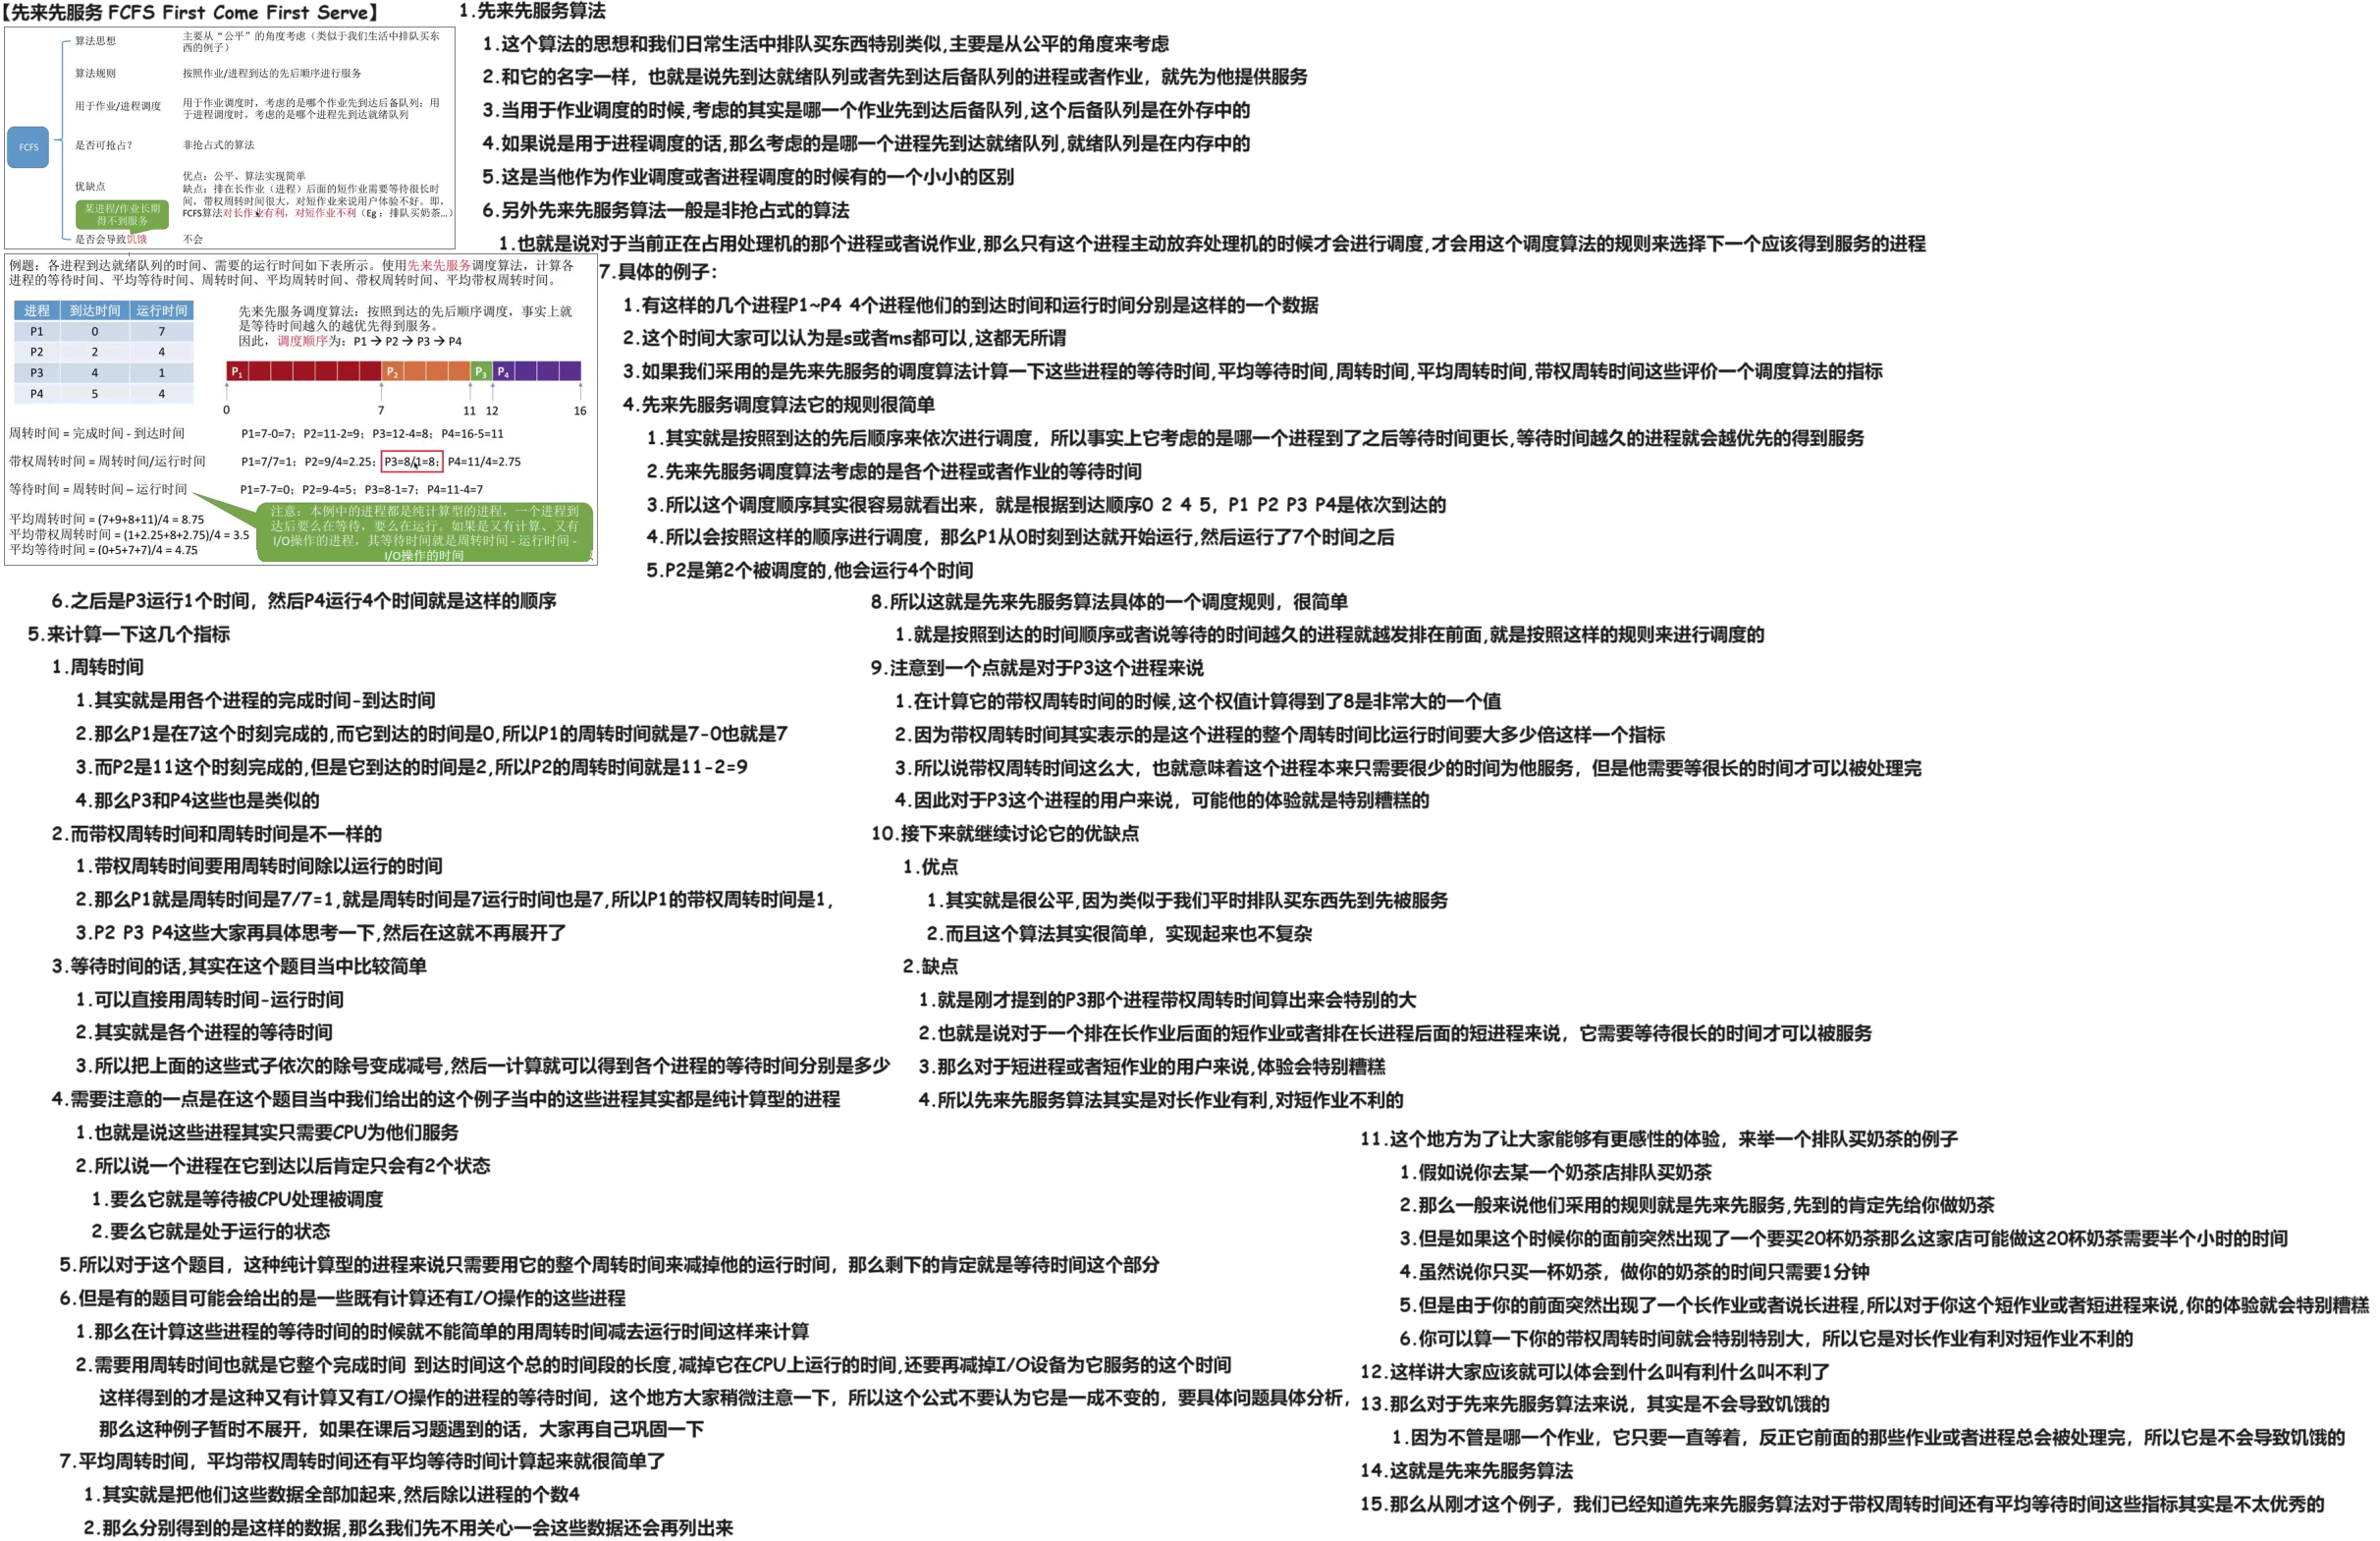 【先来先服务 FCFS First Come First Serve】
FCFS
算法思想
主要从“公平”的角度考虑（类似于我们生活中排队买东
西的例子）
算法规则
按照作业/进程到达的先后顺序进行服务
用于作业/进程调度
用于作业调度时，考虑的是哪个作业先到达后备队列；用
于进程调度时，考虑的是哪个进程先到达就绪队列
是否可抢占？
非抢占式的算法
优缺点
优点：公平、算法实现简单
缺点：排在长作业（进程）后面的短作业需要等待很长时
间，带权周转时间很大，对短作业来说用户体验不好。即，
FCFS算法对长作业有利，对短作业不利（Eg：排队买奶茶...）
某进程/作业长期
得不到服务
是否会导致饥饿
不会
例题：各进程到达就绪队列的时间、需要的运行时间如下表所示。使用先来先服务调度算法，计算各
进程的等待时间、平均等待时间、周转时间、平均周转时间、带权周转时间、平均带权周转时间。
进程 到达时间 运行时间
P1 0 7
P2 2 4
P3 4 1
P4 5 4
先来先服务调度算法：按照到达的先后顺序调度，事实上就
是等待时间越久的越优先得到服务。
因此，调度顺序为：P1 → P2 → P3 → P4
P1 P2 P3 P4
0 7 11 12 16
周转时间 = 完成时间 - 到达时间 P1=7-0=7；P2=11-2=9；P3=12-4=8；P4=16-5=11
带权周转时间 = 周转时间/运行时间 P1=7/7=1；P2=9/4=2.25；P3=8/1=8；P4=11/4=2.75
等待时间 = 周转时间 – 运行时间 P1=7-7=0；P2=9-4=5；P3=8-1=7；P4=11-4=7
平均周转时间 = (7+9+8+11)/4 = 8.75
平均带权周转时间 = (1+2.25+8+2.75)/4 = 3.5
平均等待时间 = (0+5+7+7)/4 = 4.75
注意：本例中的进程都是纯计算型的进程，一个进程到
达后要么在等待，要么在运行。如果是又有计算、又有
I/O操作的进程，其等待时间就是周转时间 - 运行时间 -
I/O操作的时间
1.先来先服务算法
1.这个算法的思想和我们日常生活中排队买东西特别类似,主要是从公平的角度来考虑
2.和它的名字一样，也就是说先到达就绪队列或者先到达后备队列的进程或者作业，就先为他提供服务
3.当用于作业调度的时候,考虑的其实是哪一个作业先到达后备队列,这个后备队列是在外存中的
4.如果说是用于进程调度的话,那么考虑的是哪一个进程先到达就绪队列,就绪队列是在内存中的
5.这是当他作为作业调度或者进程调度的时候有的一个小小的区别
6.另外先来先服务算法一般是非抢占式的算法
1.也就是说对于当前正在占用处理机的那个进程或者说作业,那么只有这个进程主动放弃处理机的时候才会进行调度,才会用这个调度算法的规则来选择下一个应该得到服务的进程
7.具体的例子：
1.有这样的几个进程P1~P4 4个进程他们的到达时间和运行时间分别是这样的一个数据
2.这个时间大家可以认为是s或者ms都可以,这都无所谓
3.如果我们采用的是先来先服务的调度算法计算一下这些进程的等待时间,平均等待时间,周转时间,平均周转时间,带权周转时间这些评价一个调度算法的指标
4.先来先服务调度算法它的规则很简单
1.其实就是按照到达的先后顺序来依次进行调度，所以事实上它考虑的是哪一个进程到了之后等待时间更长,等待时间越久的进程就会越优先的得到服务
2.先来先服务调度算法考虑的是各个进程或者作业的等待时间
3.所以这个调度顺序其实很容易就看出来，就是根据到达顺序0 2 4 5，P1 P2 P3 P4是依次到达的
4.所以会按照这样的顺序进行调度，那么P1从0时刻到达就开始运行,然后运行了7个时间之后
5.P2是第2个被调度的,他会运行4个时间
6.之后是P3运行1个时间，然后P4运行4个时间就是这样的顺序
5.来计算一下这几个指标
1.周转时间
1.其实就是用各个进程的完成时间-到达时间
2.那么P1是在7这个时刻完成的,而它到达的时间是0,所以P1的周转时间就是7-0也就是7
3.而P2是11这个时刻完成的,但是它到达的时间是2,所以P2的周转时间就是11-2=9
4.那么P3和P4这些也是类似的
2.而带权周转时间和周转时间是不一样的
1.带权周转时间要用周转时间除以运行的时间
2.那么P1就是周转时间是7/7=1,就是周转时间是7运行时间也是7,所以P1的带权周转时间是1,
3.P2 P3 P4这些大家再具体思考一下,然后在这就不再展开了
3.等待时间的话,其实在这个题目当中比较简单
1.可以直接用周转时间-运行时间
2.其实就是各个进程的等待时间
3.所以把上面的这些式子依次的除号变成减号,然后一计算就可以得到各个进程的等待时间分别是多少
4.需要注意的一点是在这个题目当中我们给出的这个例子当中的这些进程其实都是纯计算型的进程
1.也就是说这些进程其实只需要CPU为他们服务
2.所以说一个进程在它到达以后肯定只会有2个状态
1.要么它就是等待被CPU处理被调度
2.要么它就是处于运行的状态
5.所以对于这个题目，这种纯计算型的进程来说只需要用它的整个周转时间来减掉他的运行时间，那么剩下的肯定就是等待时间这个部分
6.但是有的题目可能会给出的是一些既有计算还有I/O操作的这些进程
1.那么在计算这些进程的等待时间的时候就不能简单的用周转时间减去运行时间这样来计算
2.需要用周转时间也就是它整个完成时间 到达时间这个总的时间段的长度,减掉它在CPU上运行的时间,还要再减掉I/O设备为它服务的这个时间
这样得到的才是这种又有计算又有I/O操作的进程的等待时间，这个地方大家稍微注意一下，所以这个公式不要认为它是一成不变的，要具体问题具体分析，
那么这种例子暂时不展开，如果在课后习题遇到的话，大家再自己巩固一下
7.平均周转时间，平均带权周转时间还有平均等待时间计算起来就很简单了
1.其实就是把他们这些数据全部加起来,然后除以进程的个数4
2.那么分别得到的是这样的数据,那么我们先不用关心一会这些数据还会再列出来
8.所以这就是先来先服务算法具体的一个调度规则，很简单
1.就是按照到达的时间顺序或者说等待的时间越久的进程就越发排在前面,就是按照这样的规则来进行调度的
9.注意到一个点就是对于P3这个进程来说
1.在计算它的带权周转时间的时候,这个权值计算得到了8是非常大的一个值
2.因为带权周转时间其实表示的是这个进程的整个周转时间比运行时间要大多少倍这样一个指标
3.所以说带权周转时间这么大，也就意味着这个进程本来只需要很少的时间为他服务，但是他需要等很长的时间才可以被处理完
4.因此对于P3这个进程的用户来说，可能他的体验就是特别糟糕的
10.接下来就继续讨论它的优缺点
1.优点
1.其实就是很公平,因为类似于我们平时排队买东西先到先被服务
2.而且这个算法其实很简单，实现起来也不复杂
2.缺点
1.就是刚才提到的P3那个进程带权周转时间算出来会特别的大
2.也就是说对于一个排在长作业后面的短作业或者排在长进程后面的短进程来说，它需要等待很长的时间才可以被服务
3.那么对于短进程或者短作业的用户来说,体验会特别糟糕
4.所以先来先服务算法其实是对长作业有利,对短作业不利的
11.这个地方为了让大家能够有更感性的体验，来举一个排队买奶茶的例子
1.假如说你去某一个奶茶店排队买奶茶
2.那么一般来说他们采用的规则就是先来先服务,先到的肯定先给你做奶茶
3.但是如果这个时候你的面前突然出现了一个要买20杯奶茶那么这家店可能做这20杯奶茶需要半个小时的时间
4.虽然说你只买一杯奶茶，做你的奶茶的时间只需要1分钟
5.但是由于你的前面突然出现了一个长作业或者说长进程,所以对于你这个短作业或者短进程来说,你的体验就会特别糟糕
6.你可以算一下你的带权周转时间就会特别特别大，所以它是对长作业有利对短作业不利的
12.这样讲大家应该就可以体会到什么叫有利什么叫不利了
13.那么对于先来先服务算法来说，其实是不会导致饥饿的
1.因为不管是哪一个作业，它只要一直等着，反正它前面的那些作业或者进程总会被处理完，所以它是不会导致饥饿的
14.这就是先来先服务算法
15.那么从刚才这个例子，我们已经知道先来先服务算法对于带权周转时间还有平均等待时间这些指标其实是不太优秀的